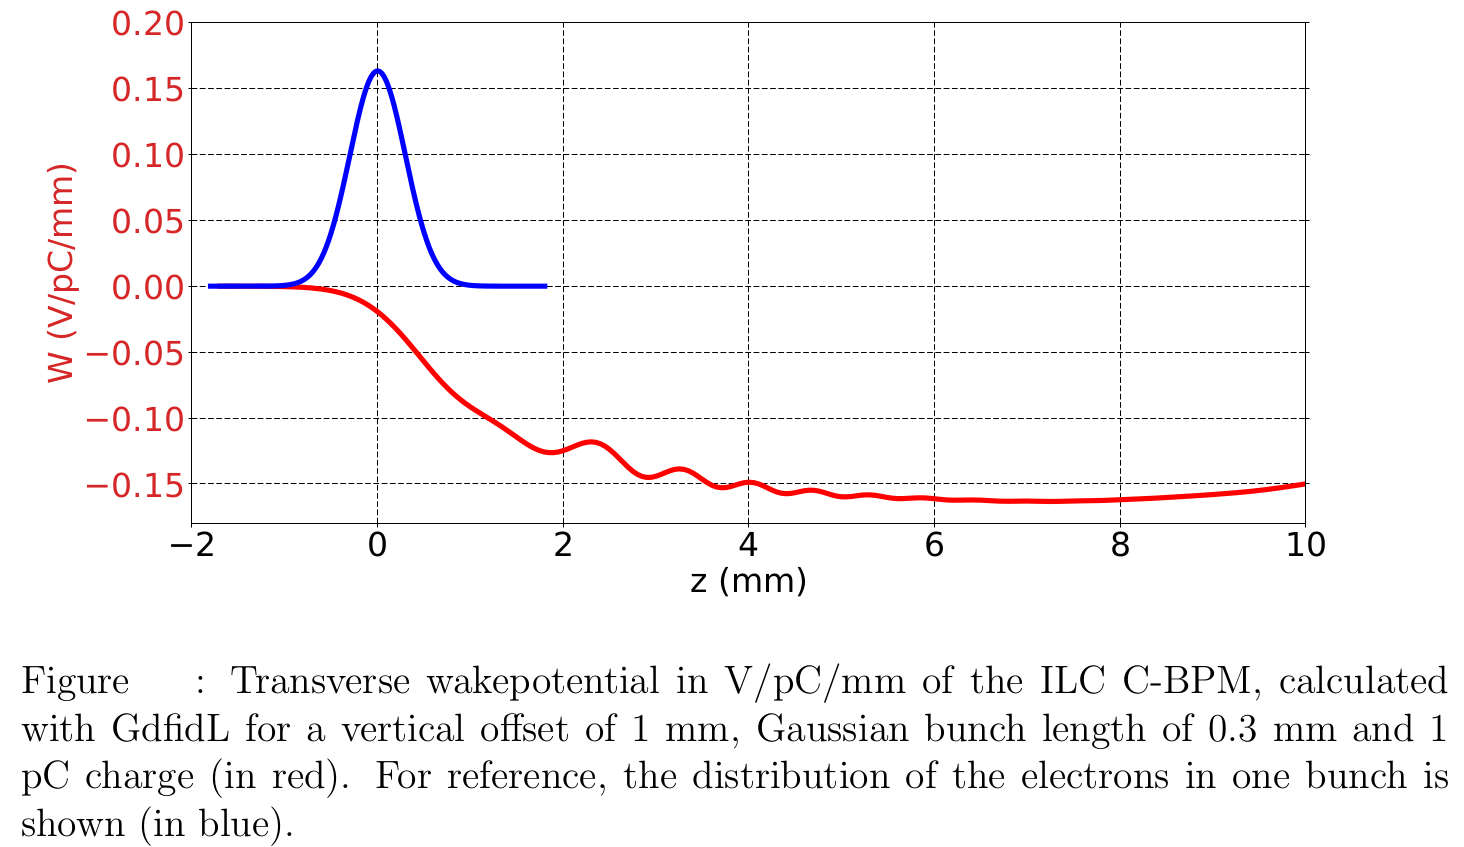 0.20
0.15
0.10
0.05
0.00
−0.05
−0.10
−0.15
W (V/pC/mm)
−2 0 2 4 6 8 10
z (mm)
Figure : Transverse wakepotential in V/pC/mm of the ILC C-BPM, calculated
with GdfidL for a vertical offset of 1 mm, Gaussian bunch length of 0.3 mm and 1
pC charge (in red). For reference, the distribution of the electrons in one bunch is
shown (in blue).